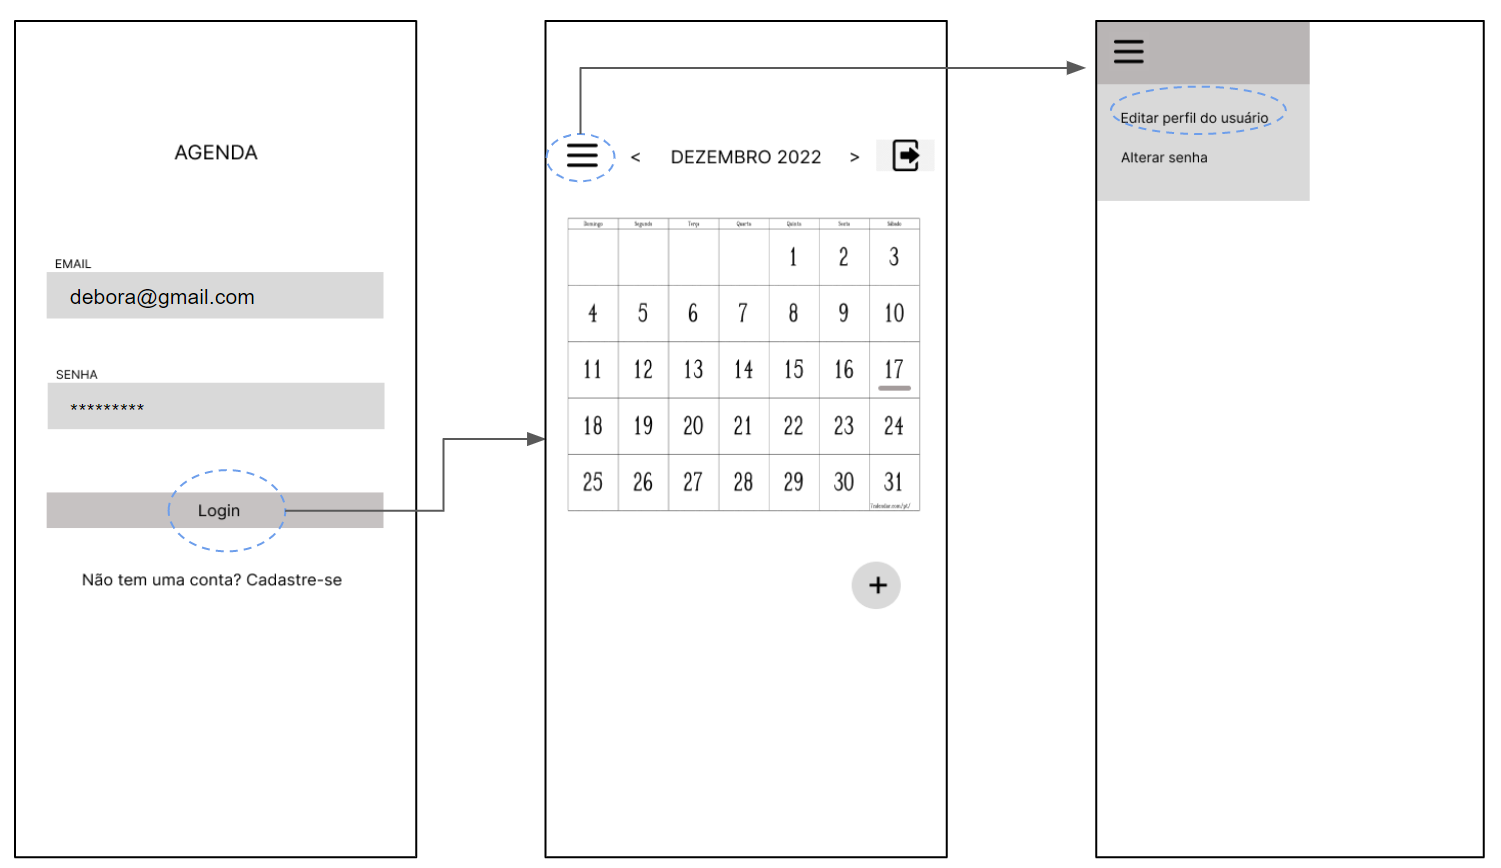 AGENDA
EMAIL
debora@gmail.com
SENHA
*********
Login
Não tem uma conta? Cadastre-se
< DEZEMBRO 2022 >
Domingo Segunda Terça Quarta Quinta Sexta Sábado
1 2 3
4 5 6 7 8 9 10
11 12 13 14 15 16 17
18 19 20 21 22 23 24
25 26 27 28 29 30 31
+
Editar perfil do usuário
Alterar senha